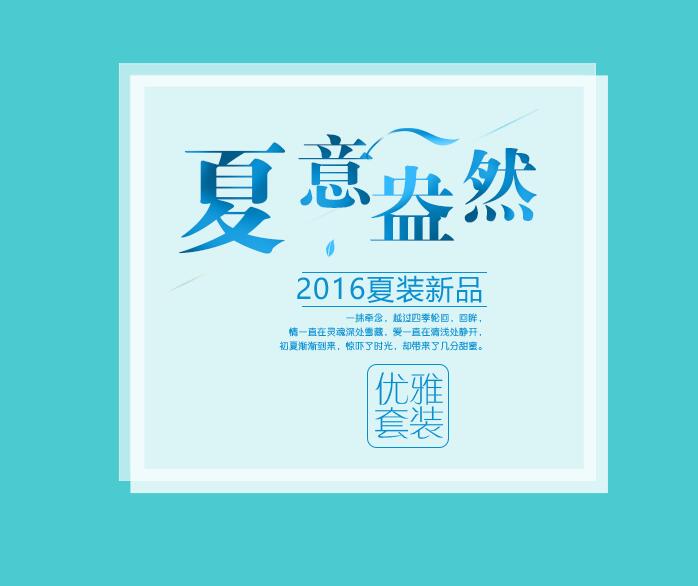 夏意盎然
2016夏装新品
一抹牵念，越过四季轮回，回眸，
情一直在灵魂深处雪藏，爱一直在清浅处静开，
初夏渐渐到来，惊吓了时光，却带来了几分甜蜜。
优雅
套装